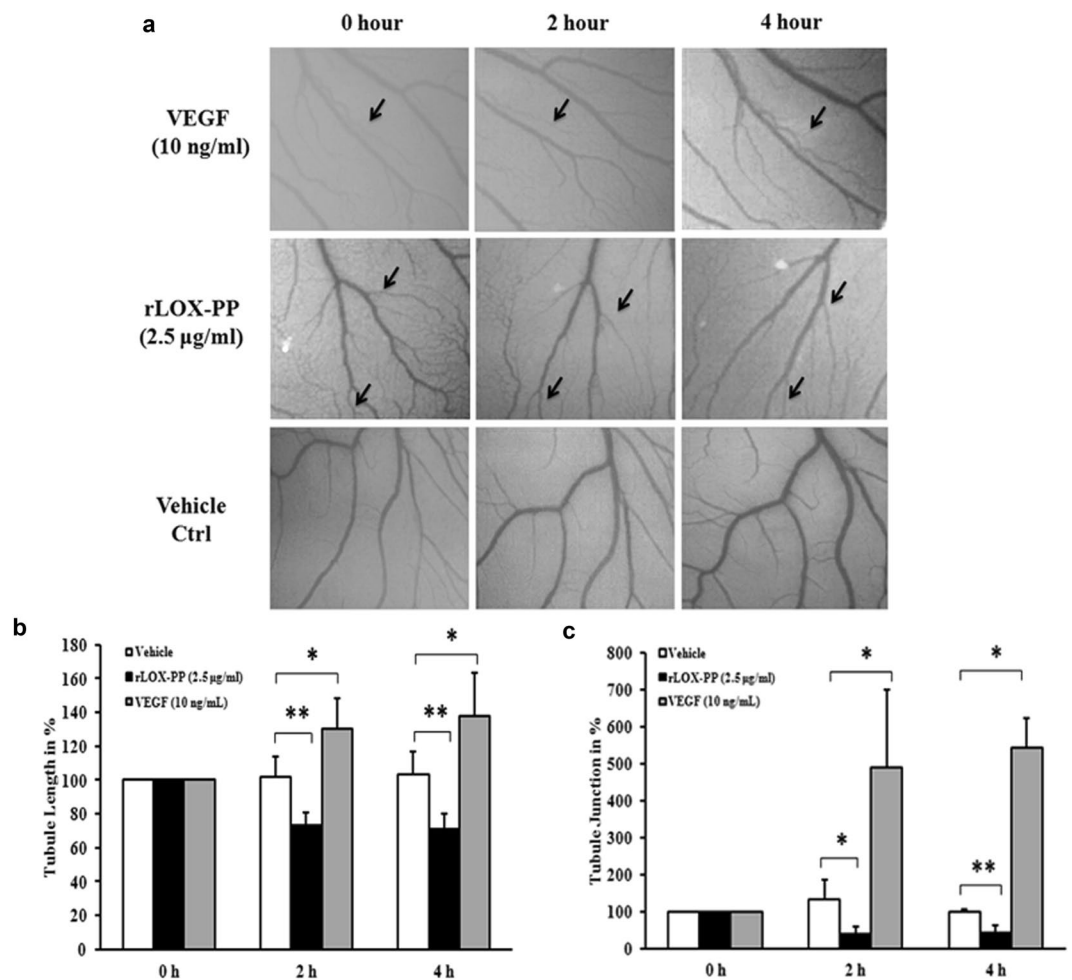 a
0 hour 2 hour 4 hour
VEGF
(10 ng/ml)
rLOX-PP
(2.5 µg/ml)
Vehicle
Ctrl
b
Tubule Length in %
180
160
140
120
100
80
60
40
20
0
Vehicle
rLOX-PP (2.5 µg/ml)
VEGF (10 ng/mL)
*
**
*
**
0 h 2 h 4 h
c
Tubule Junction in %
800
700
600
500
400
300
200
100
0
Vehicle
rLOX-PP (2.5 µg/ml)
VEGF (10 ng/mL)
*
*
*
**
0 h 2 h 4 h